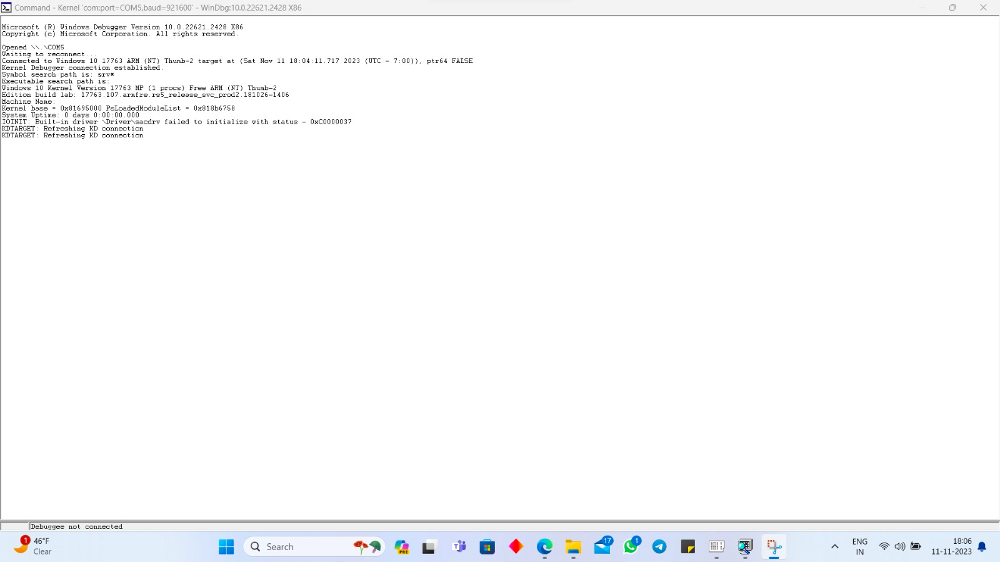 Command - Kernel 'com:port=COM5,baud=921600' - WinDbg:10.0.22621.2428 X86
Microsoft (R) Windows Debugger Version 10.0.22621.2428 X86
Copyright (c) Microsoft Corporation. All rights reserved.
Opened \\.\COM5
Waiting to reconnect...
Connected to Windows 10 17763 ARM (NT) Thumb-2 target at (Sat Nov 11 18:04:11.717 2023 (UTC - 7:00)), ptr64 FALSE
Kernel Debugger connection established.
Symbol search path is: srv*
Executable search path is:
Windows 10 Kernel Version 17763 MP (1 procs) Free ARM (NT) Thumb-2
Edition build lab: 17763.107.armfre.rs5_release_svc_prod2.181026-1406
Machine Name:
Kernel base = 0x81695000 PsLoadedModuleList = 0x818b6758
System Uptime: 0 days 0:00:00.000
IOINIT: Built-in driver \Driver\sacdrv failed to initialize with status - 0xC0000037
KDTARGET: Refreshing KD connection
KDTARGET: Refreshing KD connection
Debuggee not connected
1
46°F
Clear
Search
PRE
17
1
ENG
IN
18:06
11-11-2023